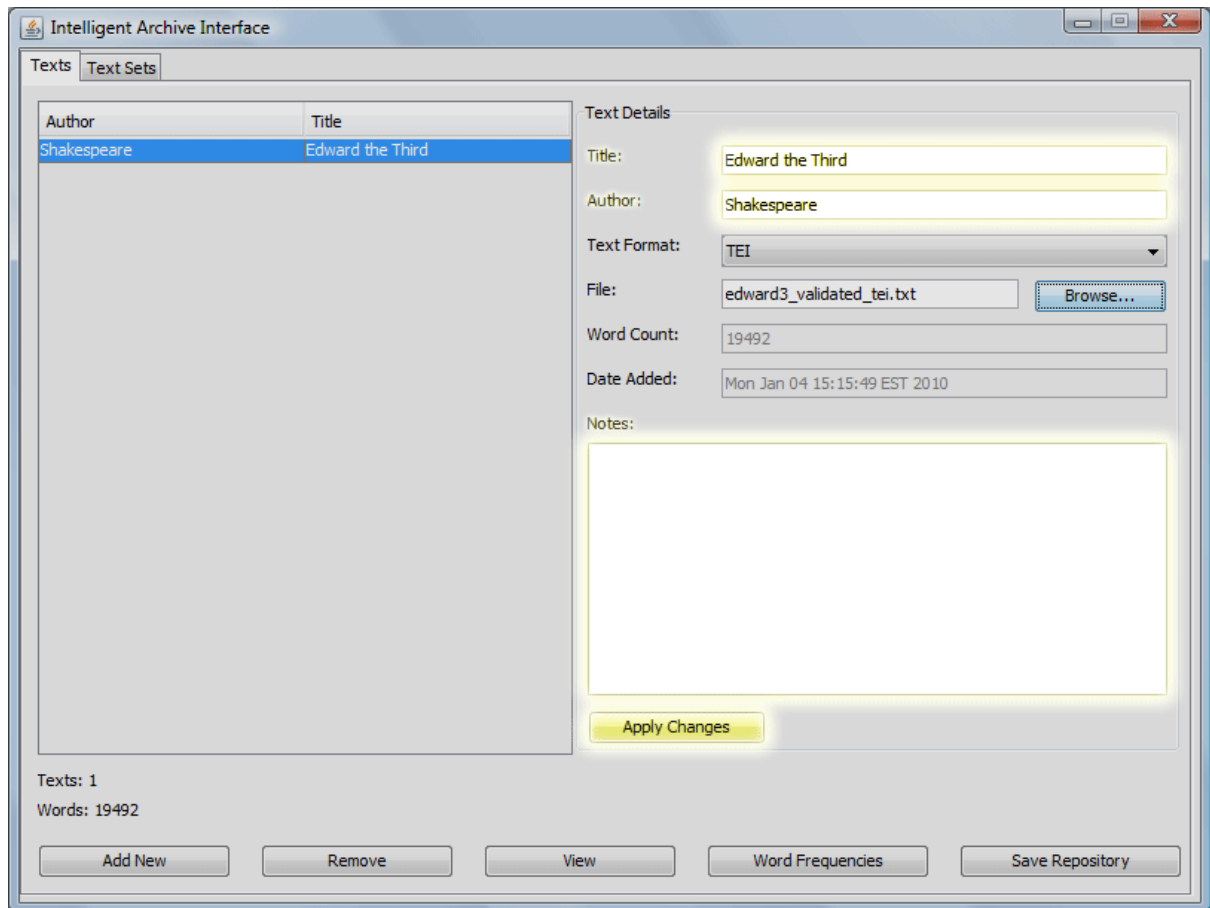 Intelligent Archive Interface
Texts Text Sets
Author Title
Shakespeare Edward the Third
Text Details
Title: Edward the Third
Author: Shakespeare
Text Format: TEI
File: edward3_validated_tei.txt Browse...
Word Count: 19492
Date Added: Mon Jan 04 15:15:49 EST 2010
Notes:
Apply Changes
Texts: 1
Words: 19492
Add New Remove View Word Frequencies Save Repository